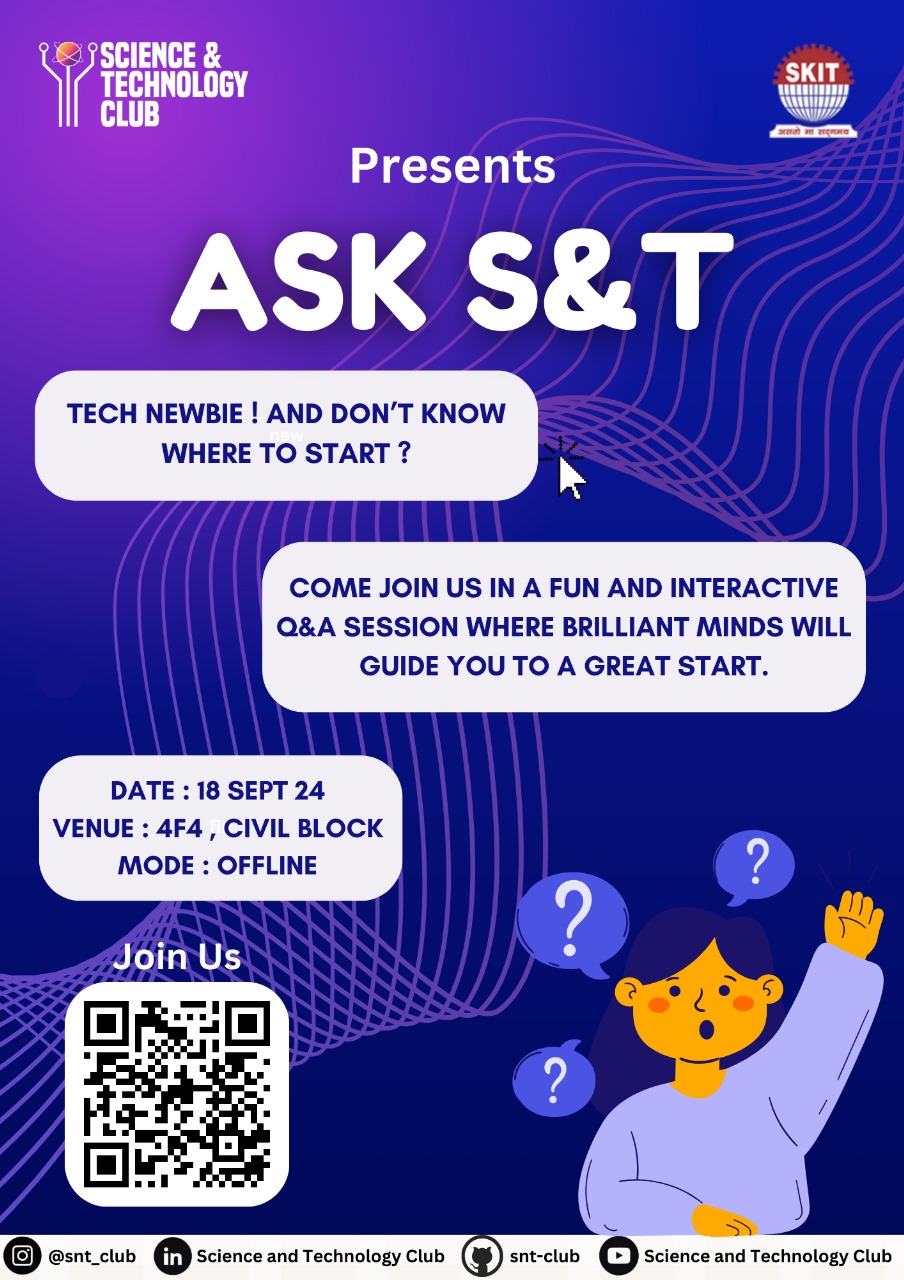 SCIENCE &
TECHNOLOGY
CLUB
SKIT
असतो मा सद्गमय
Presents
ASK S&T
TECH NEWBIE ! AND DON’T KNOW
new
WHERE TO START ?
COME JOIN US IN A FUN AND INTERACTIVE
Q&A SESSION WHERE BRILLIANT MINDS WILL
GUIDE YOU TO A GREAT START.
DATE : 18 SEPT 24
VENUE : 4F4 , CIVIL BLOCK
MODE : OFFLINE
? ? ?
Join Us
@snt_club
in
Science and Technology Club
snt-club
Science and Technology Club